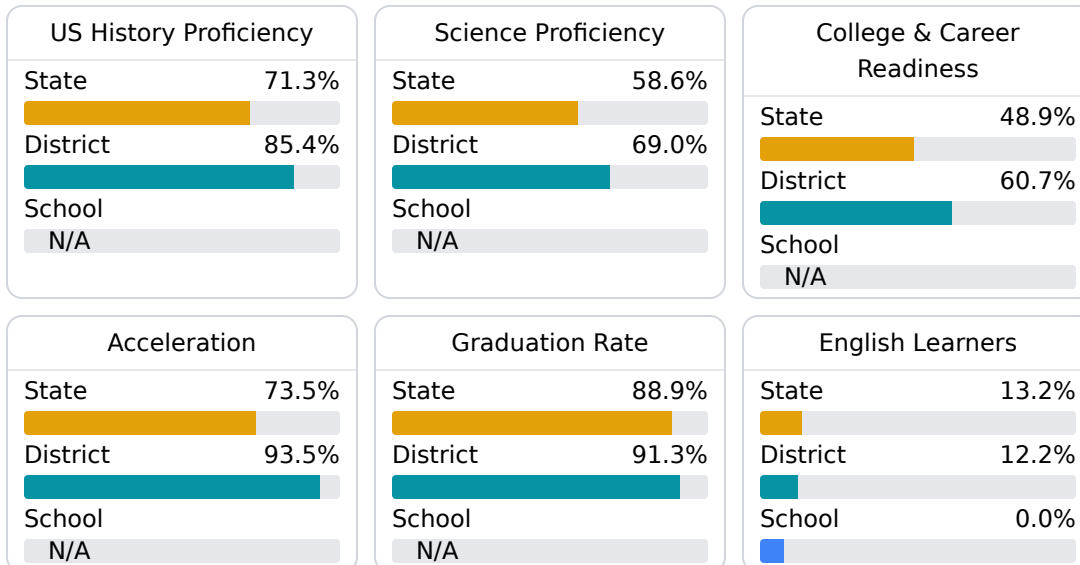 US History Proficiency
State 71.3%
District 85.4%
School
N/A
Science Proficiency
State 58.6%
District 69.0%
School
N/A
College & Career
Readiness
State 48.9%
District 60.7%
School
N/A
Acceleration
State 73.5%
District 93.5%
School
N/A
Graduation Rate
State 88.9%
District 91.3%
School
N/A
English Learners
State 13.2%
District 12.2%
School 0.0%